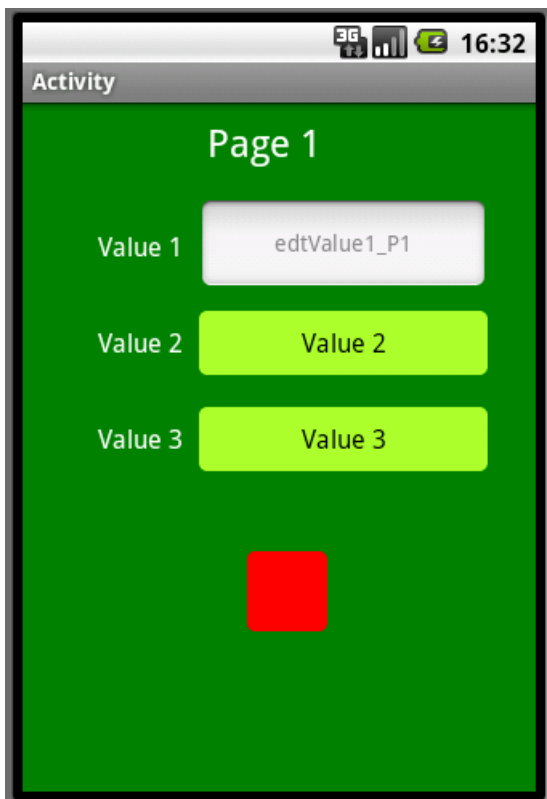 3G 16:32
Activity
Page 1
Value 1 edtValue1_P1
Value 2 Value 2
Value 3 Value 3